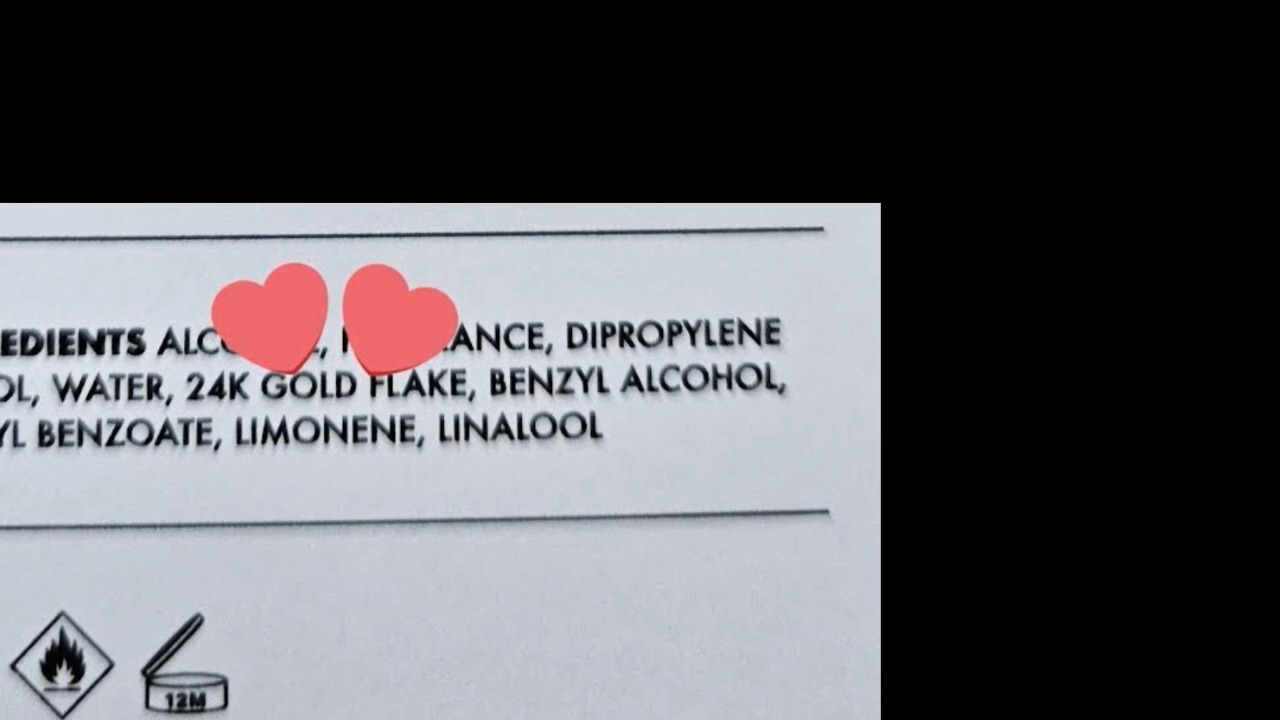 EDIENTS ALC , ANCE, DIPROPYLENE
OL, WATER, 24K GOLD FLAKE, BENZYL ALCOHOL,
YL BENZOATE, LIMONENE, LINALOOL
12M